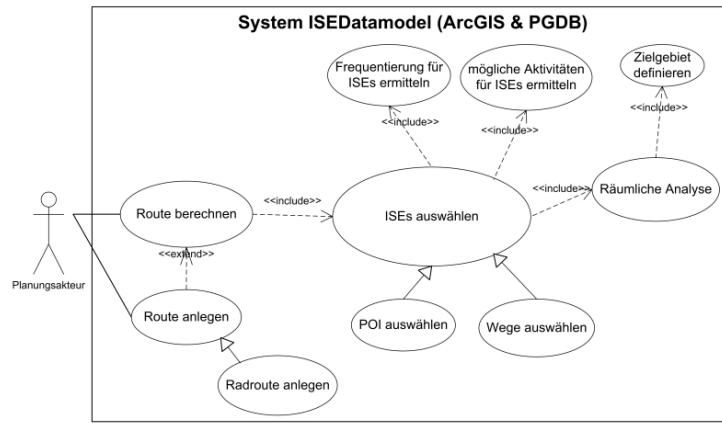 System ISEDatamodel (ArcGIS & PGDB)
Frequentierung für
ISEs ermitteln
mögliche Aktivitäten
für ISEs ermitteln
Zielgebiet
definieren
<<include>>
<<include>>
<<include>>
Route berechnen
<<include>>
ISEs auswählen
<<include>>
Räumliche Analyse
<<extend>>
Planungsakteur
Route anlegen
POI auswählen
Wege auswählen
Radroute anlegen